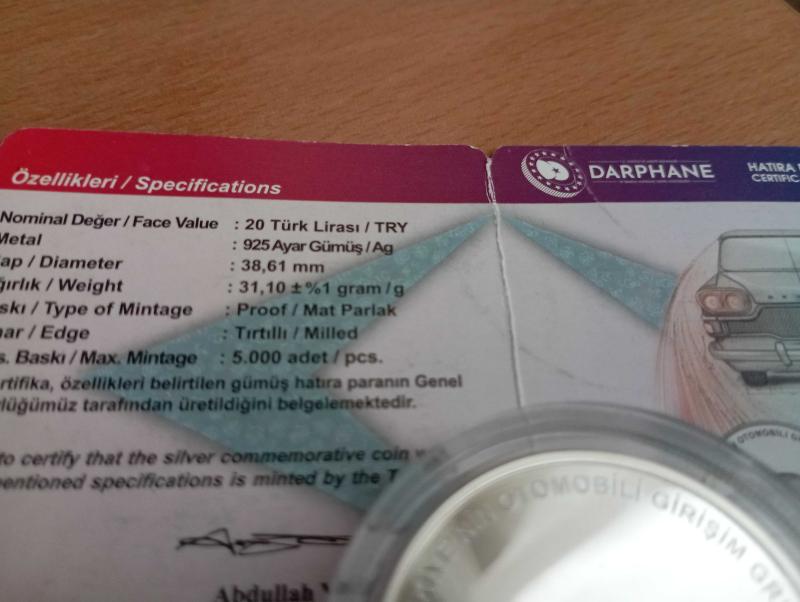 Özellikleri / Specifications
Nominal Değer / Face Value : 20 Türk Lirası / TRY
Metal : 925 Ayar Gümüş / Ag
ap / Diameter : 38,61 mm
ğırlık / Weight : 31,10 ± %1 gram / g
skı / Type of Mintage : Proof / Mat Parlak
nar / Edge : Tırtıllı / Milled
s. Baskı / Max. Mintage : 5.000 adet / pcs.
rtifika, özellikleri belirtilen gümüş hatıra paranın Genel
lüğümüz tarafından üretildiğini belgelemektedir.
to certify that the silver commemorative coin w
entioned specifications is minted by the T
Abdullah
DARPHANE
HATIRA
CERTIFIC
OTOMOBİLİ G
OTOMOBİLİ GİRİŞİM GR